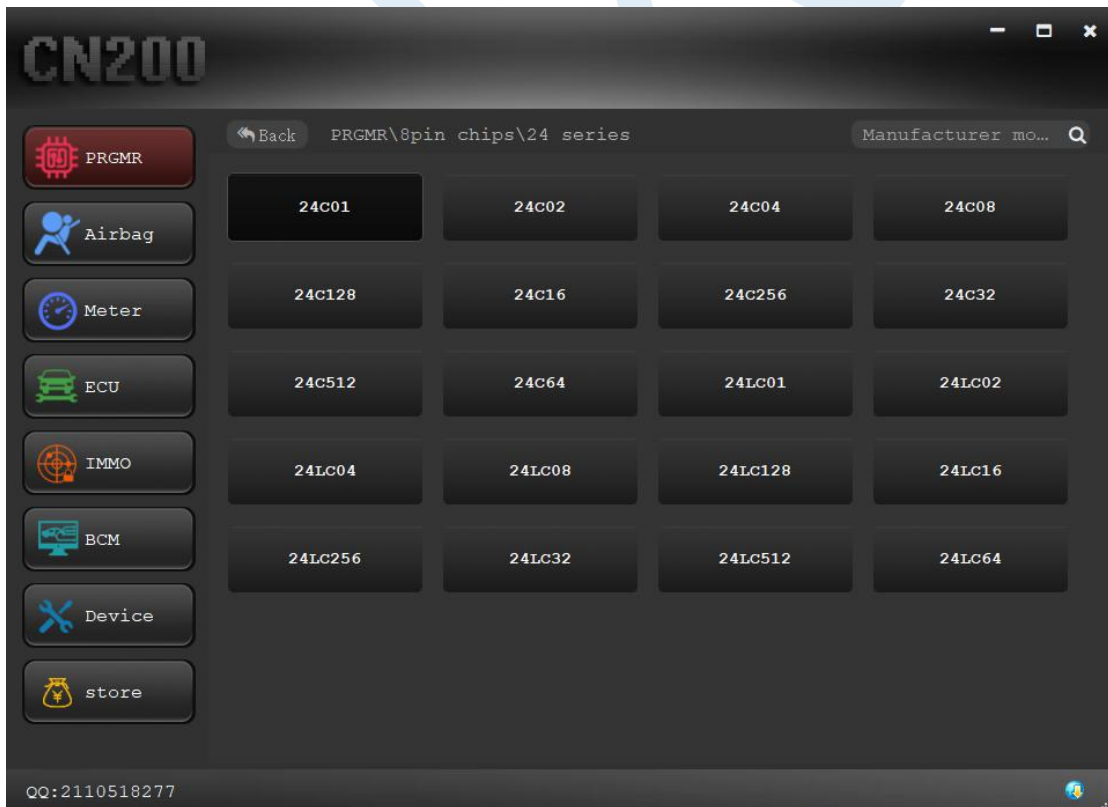 CN200
Back PRGMR\8pin chips\24 series Manufacturer mo...
PRGMR
Airbag
Meter
ECU
IMMO
BCM
Device
store
24C01 24C02 24C04 24C08
24C128 24C16 24C256 24C32
24C512 24C64 24LC01 24LC02
24LC04 24LC08 24LC128 24LC16
24LC256 24LC32 24LC512 24LC64
QQ:2110518277